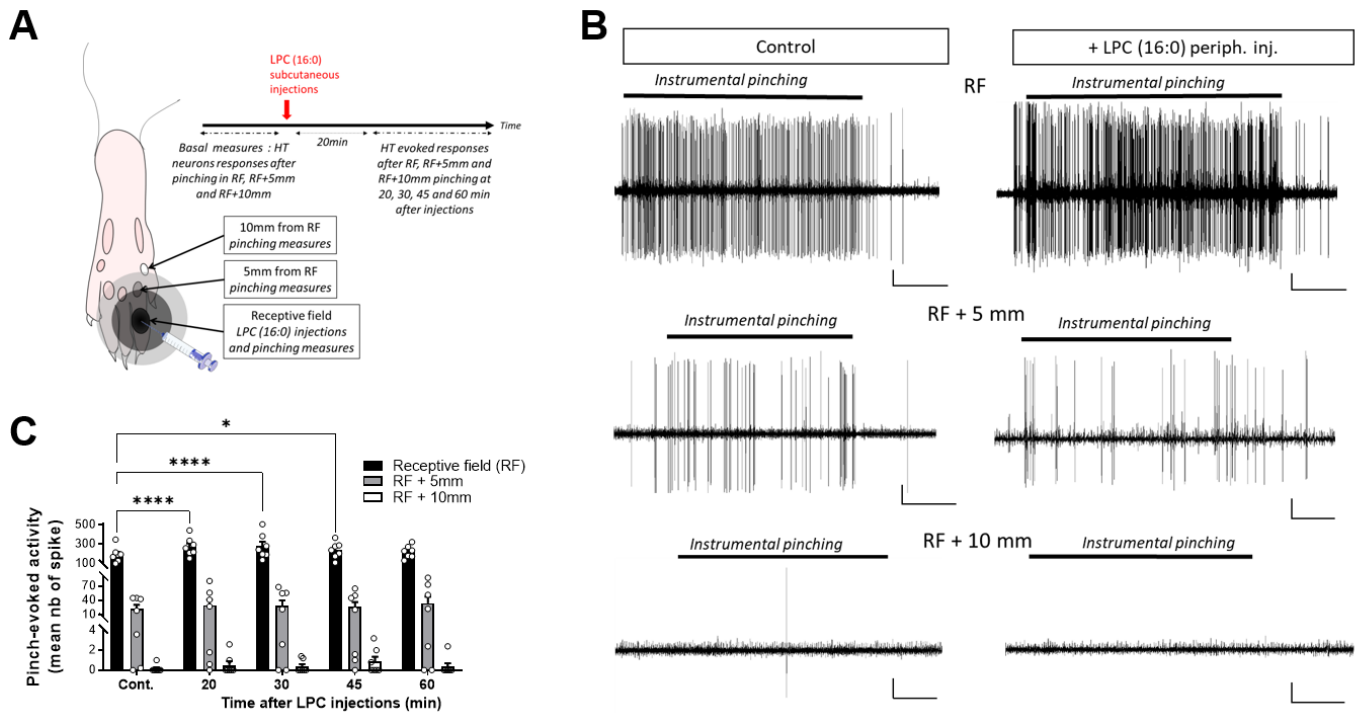 A
LPC (16:0)
subcutaneous
injections
Time
20min
Basal measures : HT
neurons responses after
pinching in RF, RF+5mm
and RF+10mm
HT evoked responses
after RF, RF+5mm and
RF+10mm pinching at
20, 30, 45 and 60 min
after injections
10mm from RF
pinching measures
5mm from RF
pinching measures
Receptive field
LPC (16:0) injections
and pinching measures
B
Control
+ LPC (16:0) periph. inj.
Instrumental pinching
RF
Instrumental pinching
RF + 5 mm
Instrumental pinching
Instrumental pinching
RF + 10 mm
Instrumental pinching
Instrumental pinching
C
*
****
****
Receptive field (RF)
RF + 5mm
RF + 10mm
Pinch-evoked activity
(mean nb of spike)
500
300
100
70
40
10
4
2
0
Cont. 20 30 45 60
Time after LPC injections (min)